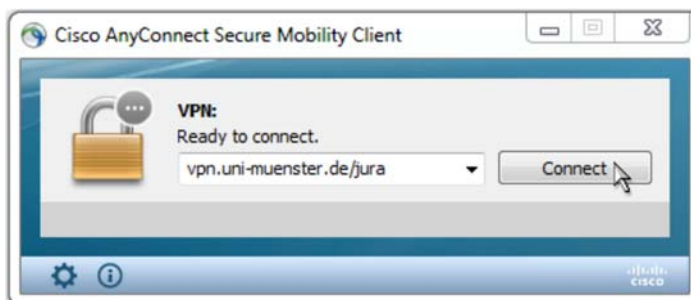 Cisco AnyConnect Secure Mobility Client
VPN:
Ready to connect.
vpn.uni-muenster.de/jura
Connect
CISCO